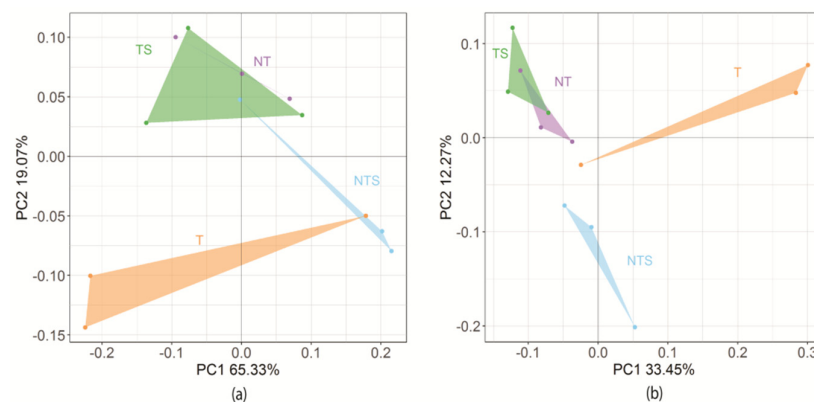 0.10
0.05
0.00
-0.05
-0.10
-0.15
PC2 19.07%
TS
NT
NTS
T
-0.2
-0.1
0.0
0.1
0.2
PC1 65.33%
(a)
0.1
0.0
-0.1
-0.2
PC2 12.27%
TS
NT
T
NTS
-0.1
0.0
0.1
0.2
0.3
PC1 33.45%
(b)